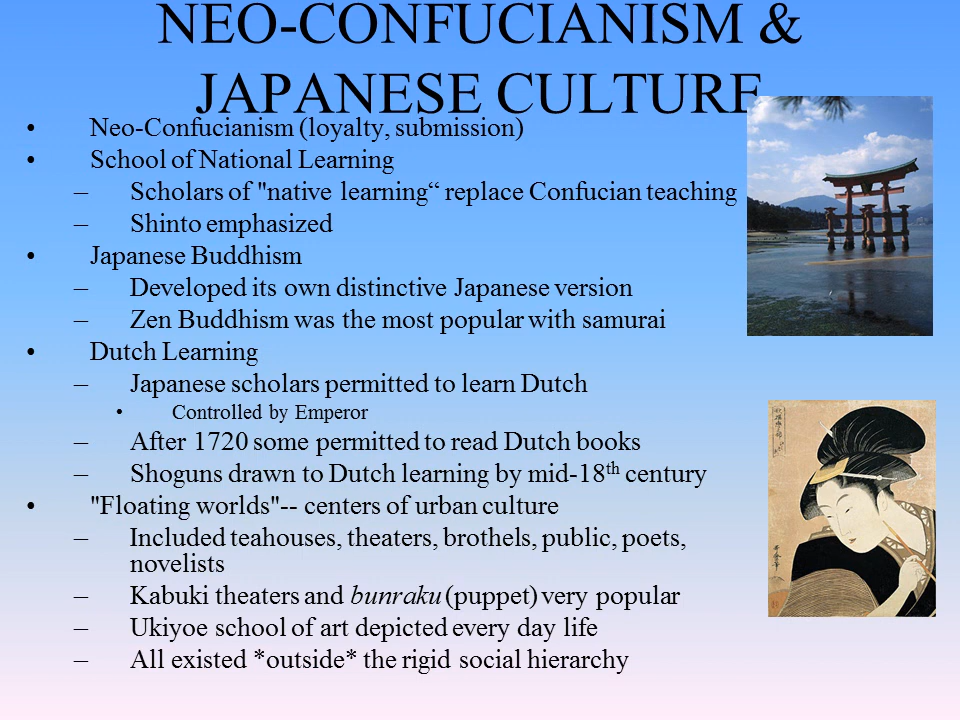 NEO-CONFUCIANISM &
JAPANESE CULTURE
• Neo-Confucianism (loyalty, submission)
• School of National Learning
– Scholars of "native learning“ replace Confucian teaching
– Shinto emphasized
• Japanese Buddhism
– Developed its own distinctive Japanese version
– Zen Buddhism was the most popular with samurai
• Dutch Learning
– Japanese scholars permitted to learn Dutch
• Controlled by Emperor
– After 1720 some permitted to read Dutch books
– Shoguns drawn to Dutch learning by mid-18th century
• "Floating worlds"-- centers of urban culture
– Included teahouses, theaters, brothels, public, poets,
novelists
– Kabuki theaters and bunraku (puppet) very popular
– Ukiyoe school of art depicted every day life
– All existed *outside* the rigid social hierarchy